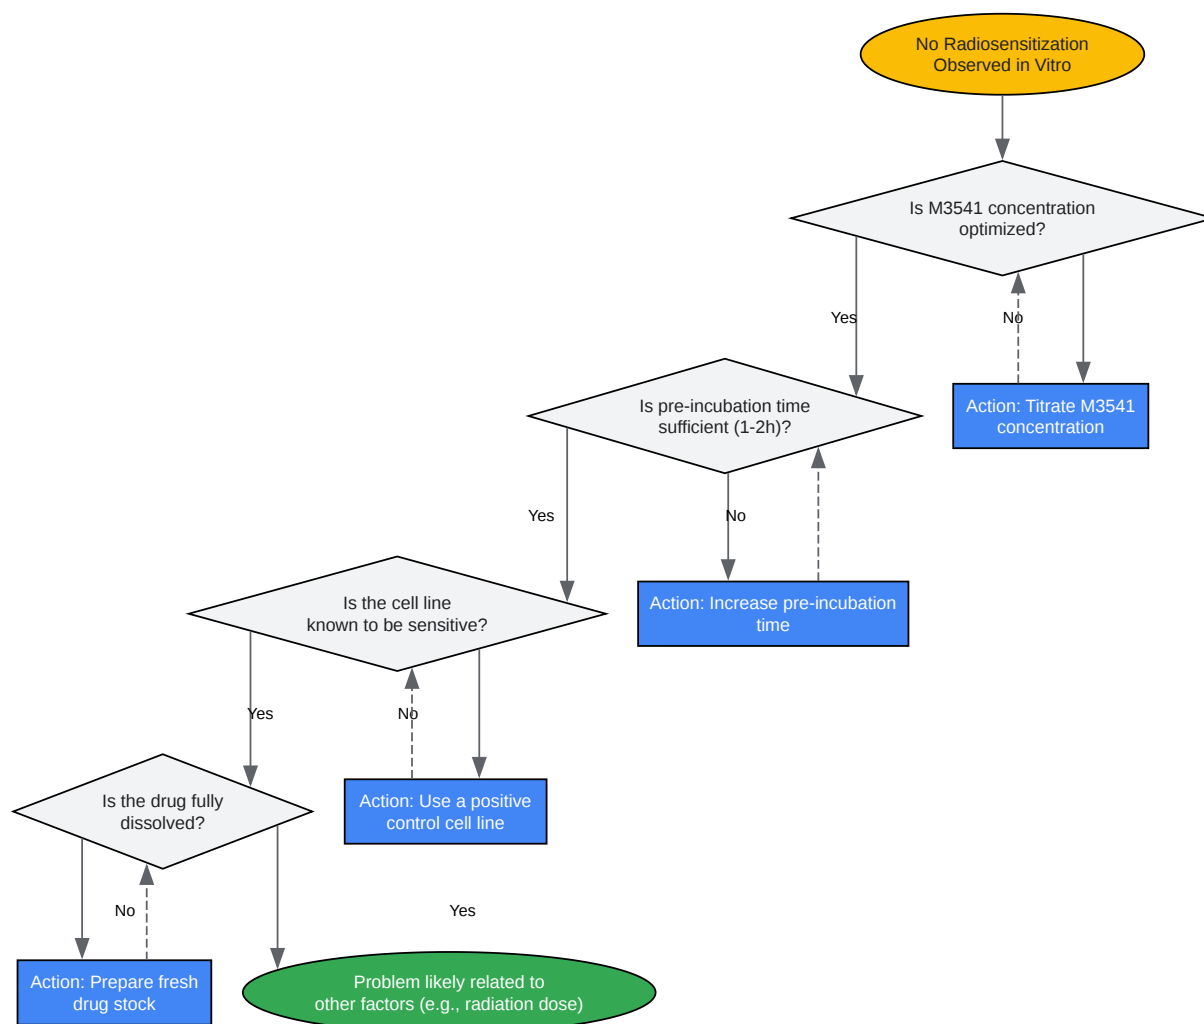 No Radiosensitization
Observed in Vitro
Is M3541 concentration
optimized?
Yes
No
Action: Titrate M3541
concentration
Is pre-incubation time
sufficient (1-2h)?
Yes
No
Action: Increase pre-incubation
time
Is the cell line
known to be sensitive?
Yes
No
Action: Use a positive
control cell line
Is the drug fully
dissolved?
No
Yes
Action: Prepare fresh
drug stock
Problem likely related to
other factors (e.g., radiation dose)